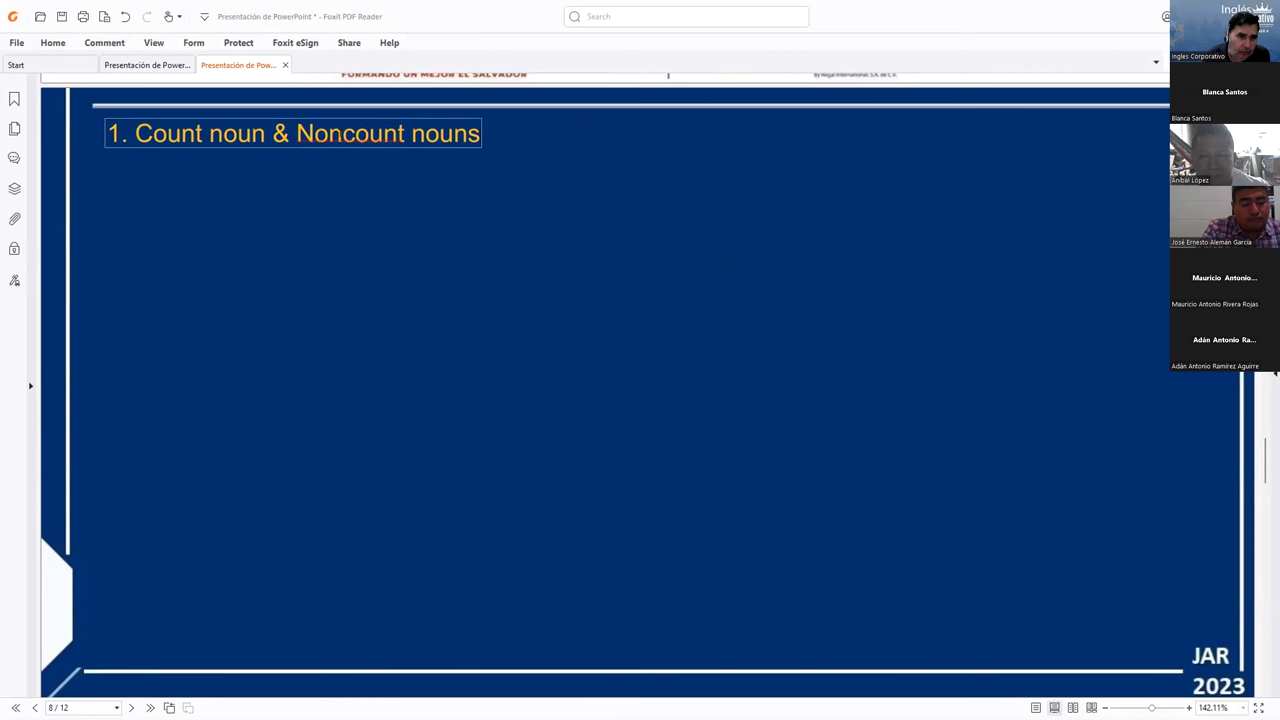 Presentación de PowerPoint * - Foxit PDF Reader
Search
Inglés
File
Home
Comment
View
Form
Protect
Foxit eSign
Share
Help
Ingles Corporativo
Start
Presentación de Power...
Presentación de Pow...
FORMANDO UN MEJOR EL SALVADOR
By Regal International, S.A. de C.V.
1. Count noun & Noncount nouns
Blanca Santos
Blanca Santos
Anibal López
José Ernesto Alemán García
Mauricio Antonio...
Mauricio Antonio Rivera Rojas
Adán Antonio Ra...
Adán Antonio Ramírez Aguirre
JAR
2023
8 / 12
142.11%